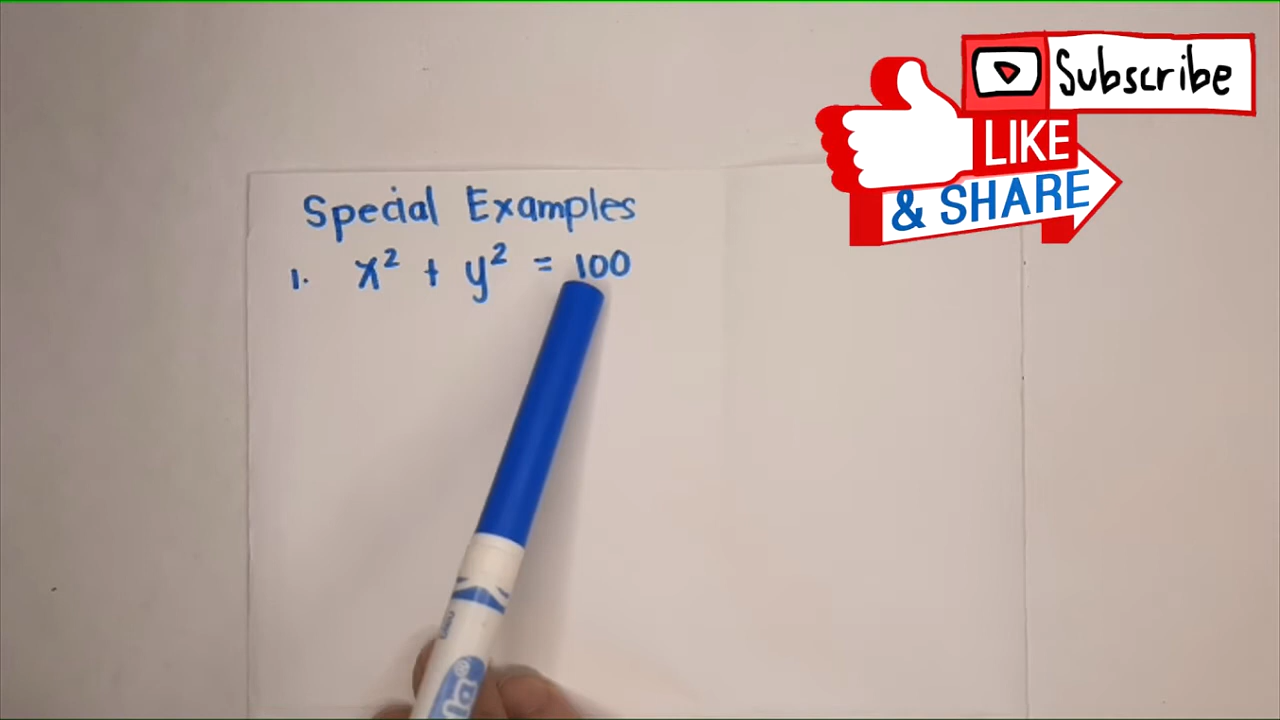 Subscribe
LIKE
& SHARE
Special Examples
1. x² + y² = 100